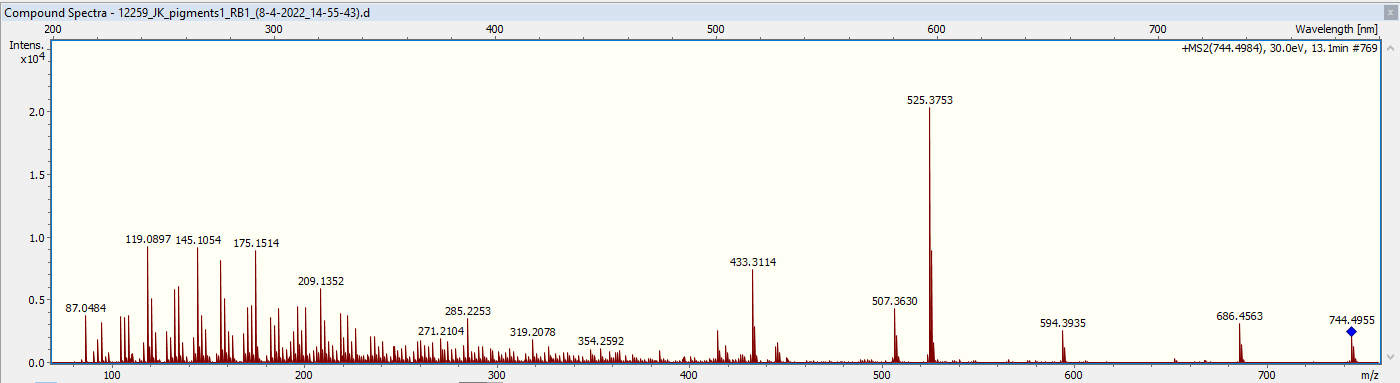 Compound Spectra - 12259_JK_pigments1_RB1_(8-4-2022_14-55-43).d
200 300 400 500 600 700 Wavelength [nm]
Intens.
x10⁴
+MS2(744.4984), 30.0eV, 13.1min #769
525.3753
2.0
1.5
119.0897 145.1054 175.1514
1.0
433.3114
209.1352
0.5
87.0484
285.2253
507.3630
271.2104
319.2078
354.2592
594.3935
686.4563
744.4955
0.0
100 200 300 400 500 600 700 m/z